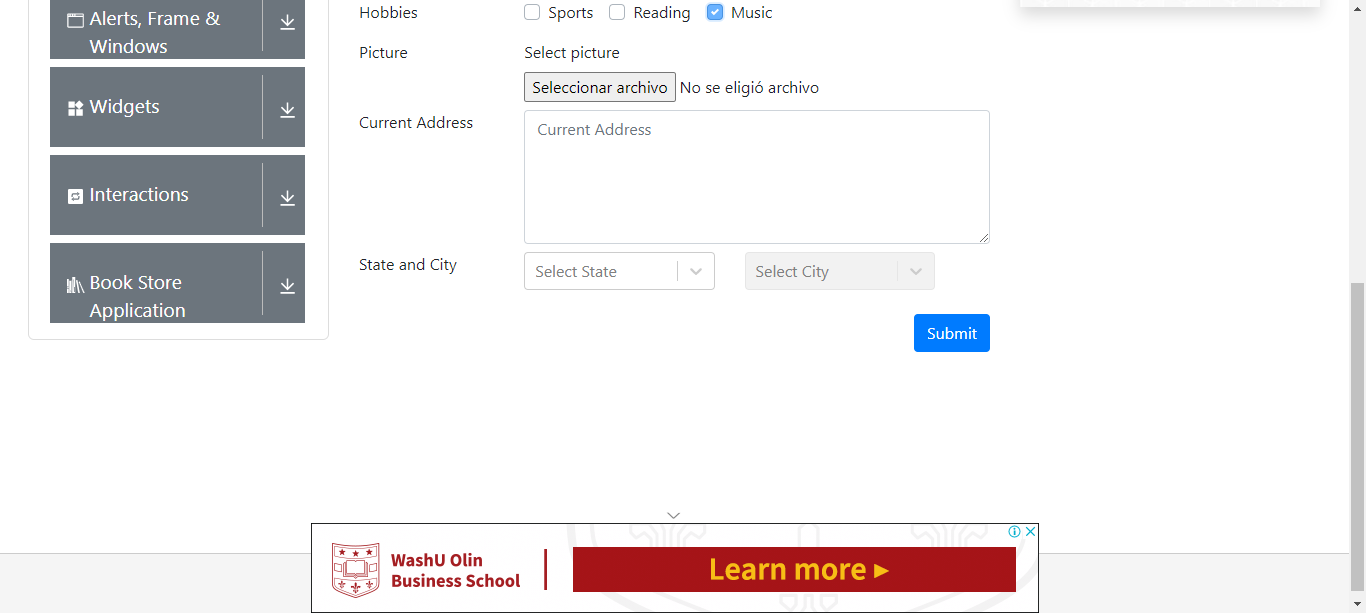 Alerts, Frame &
Windows
Widgets
Interactions
Book Store
Application
Hobbies
Sports Reading Music
Picture
Select picture
Seleccionar archivo No se eligió archivo
Current Address
Current Address
State and City
Select State Select City
Submit
WashU Olin
Business School
Learn more ►